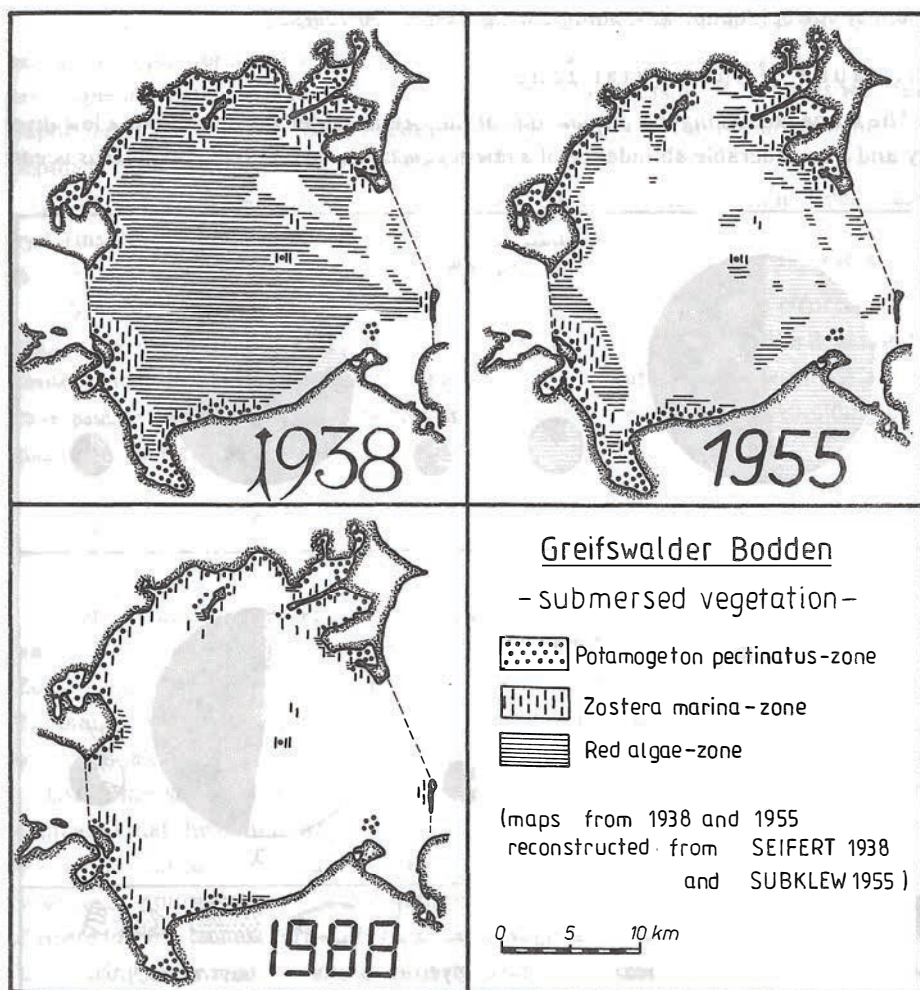 1938
1955
1988
Greifswalder Bodden
- submersed vegetation -
Potamogeton pectinatus-zone
Zostera marina-zone
Red algae-zone
(maps from 1938 and 1955
reconstructed from SEIFERT 1938
and SUBKLEW 1955)
0 5 10 km